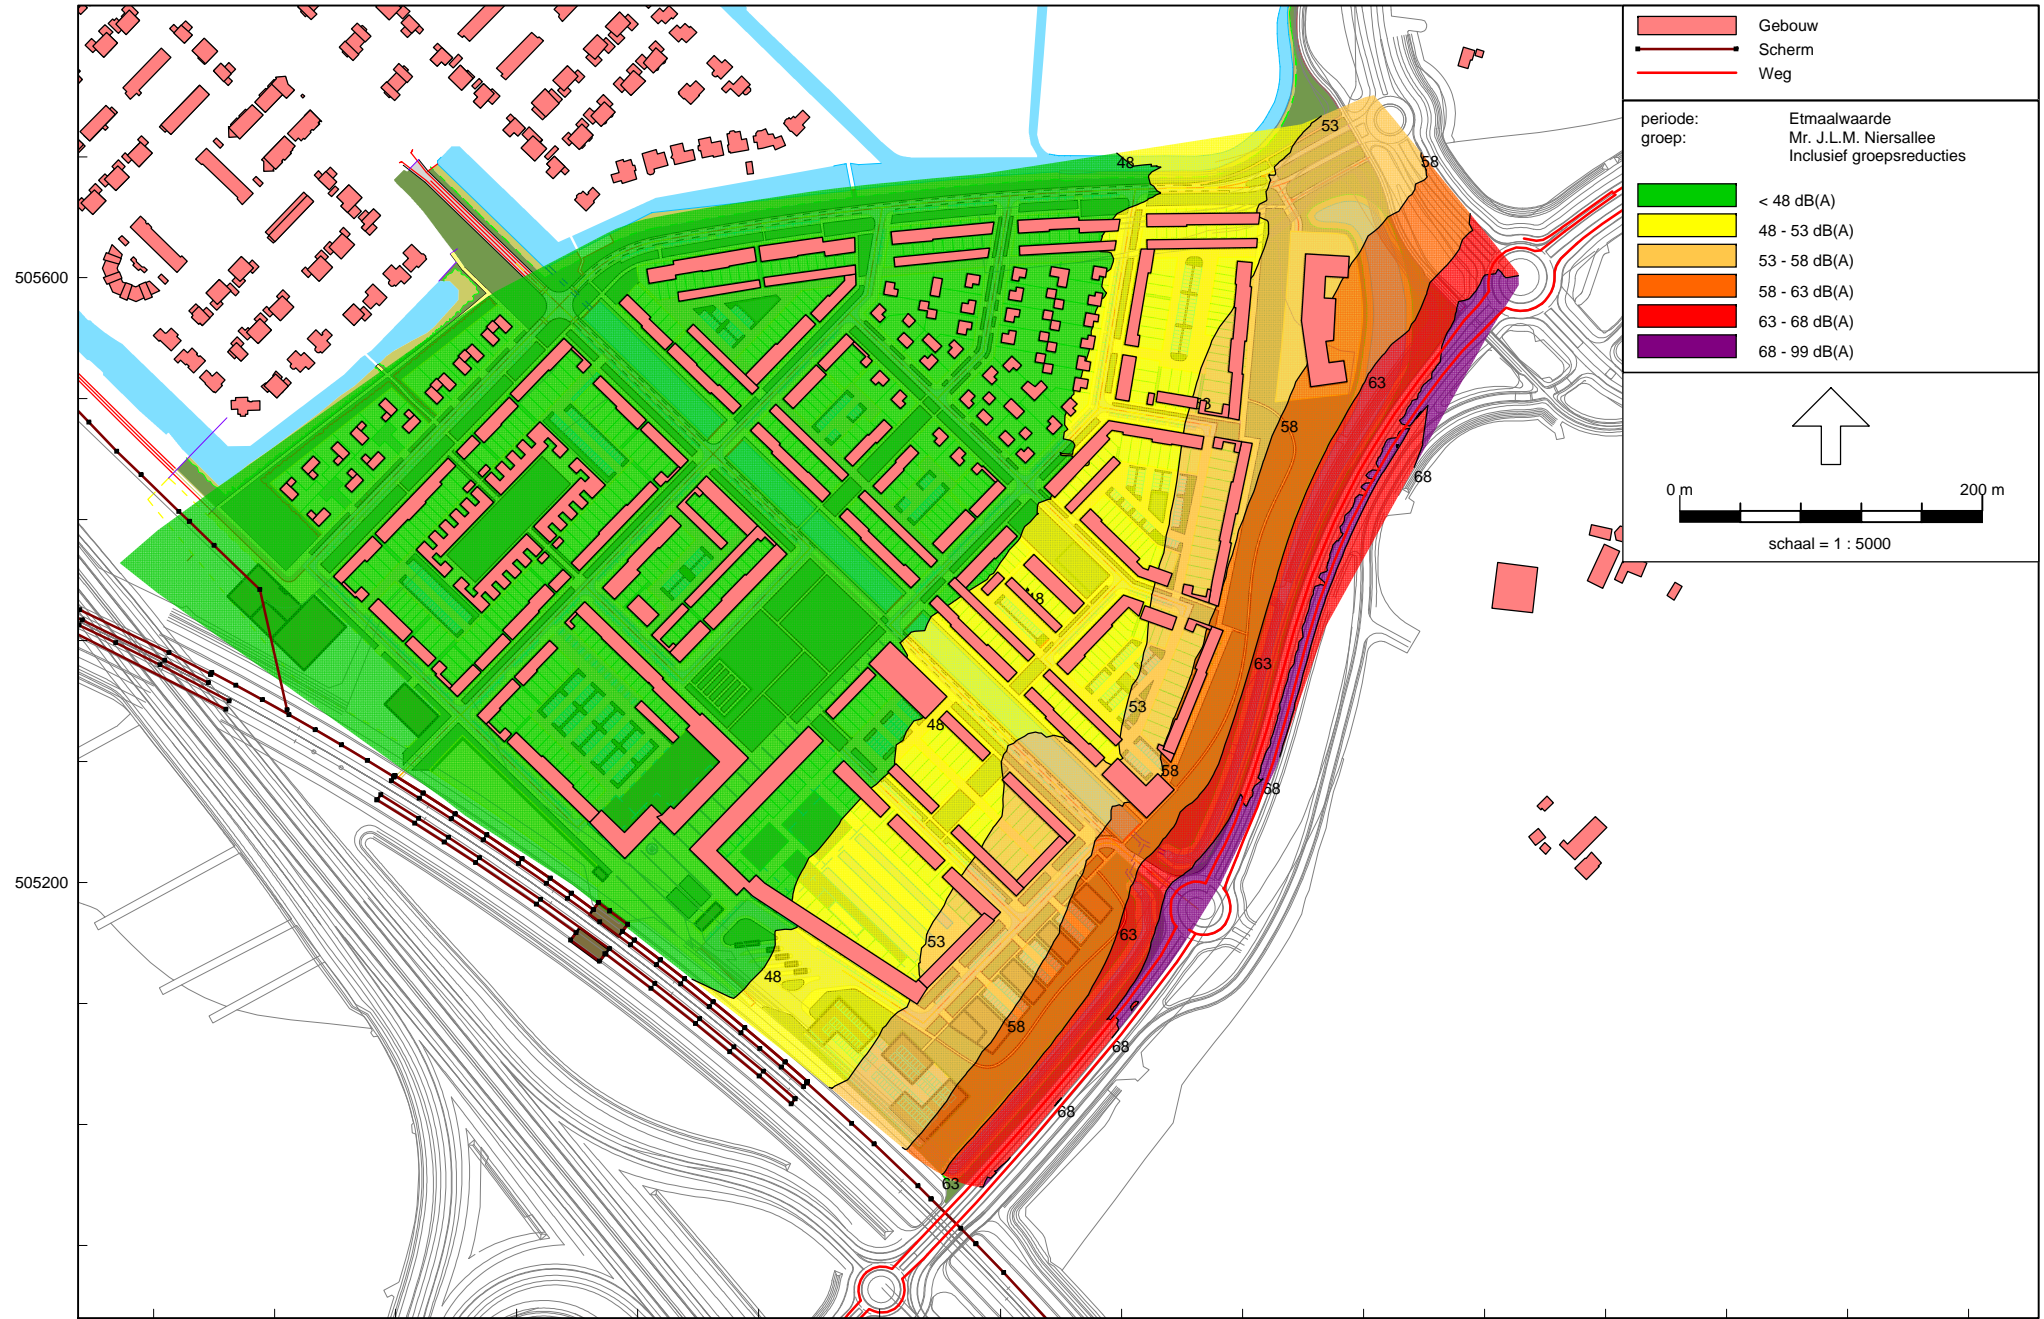 Gebouw
Scherm
Weg
periode: Etmaalwaarde
groep: Mr. J.L.M. Niersallee
Inclusief groepsreducties
< 48 dB(A)
48 - 53 dB(A)
53 - 58 dB(A)
58 - 63 dB(A)
63 - 68 dB(A)
68 - 99 dB(A)
0 m 200 m
schaal = 1 : 5000
505600
505200
53
48
58
63
58
68
63
48
53
58
68
48
53
63
48
58
68
68
63